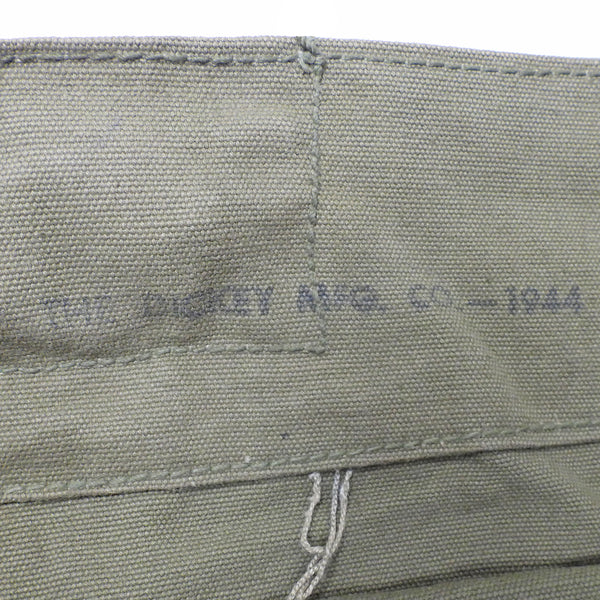 THE DICKEY MFG. CO. — 1944